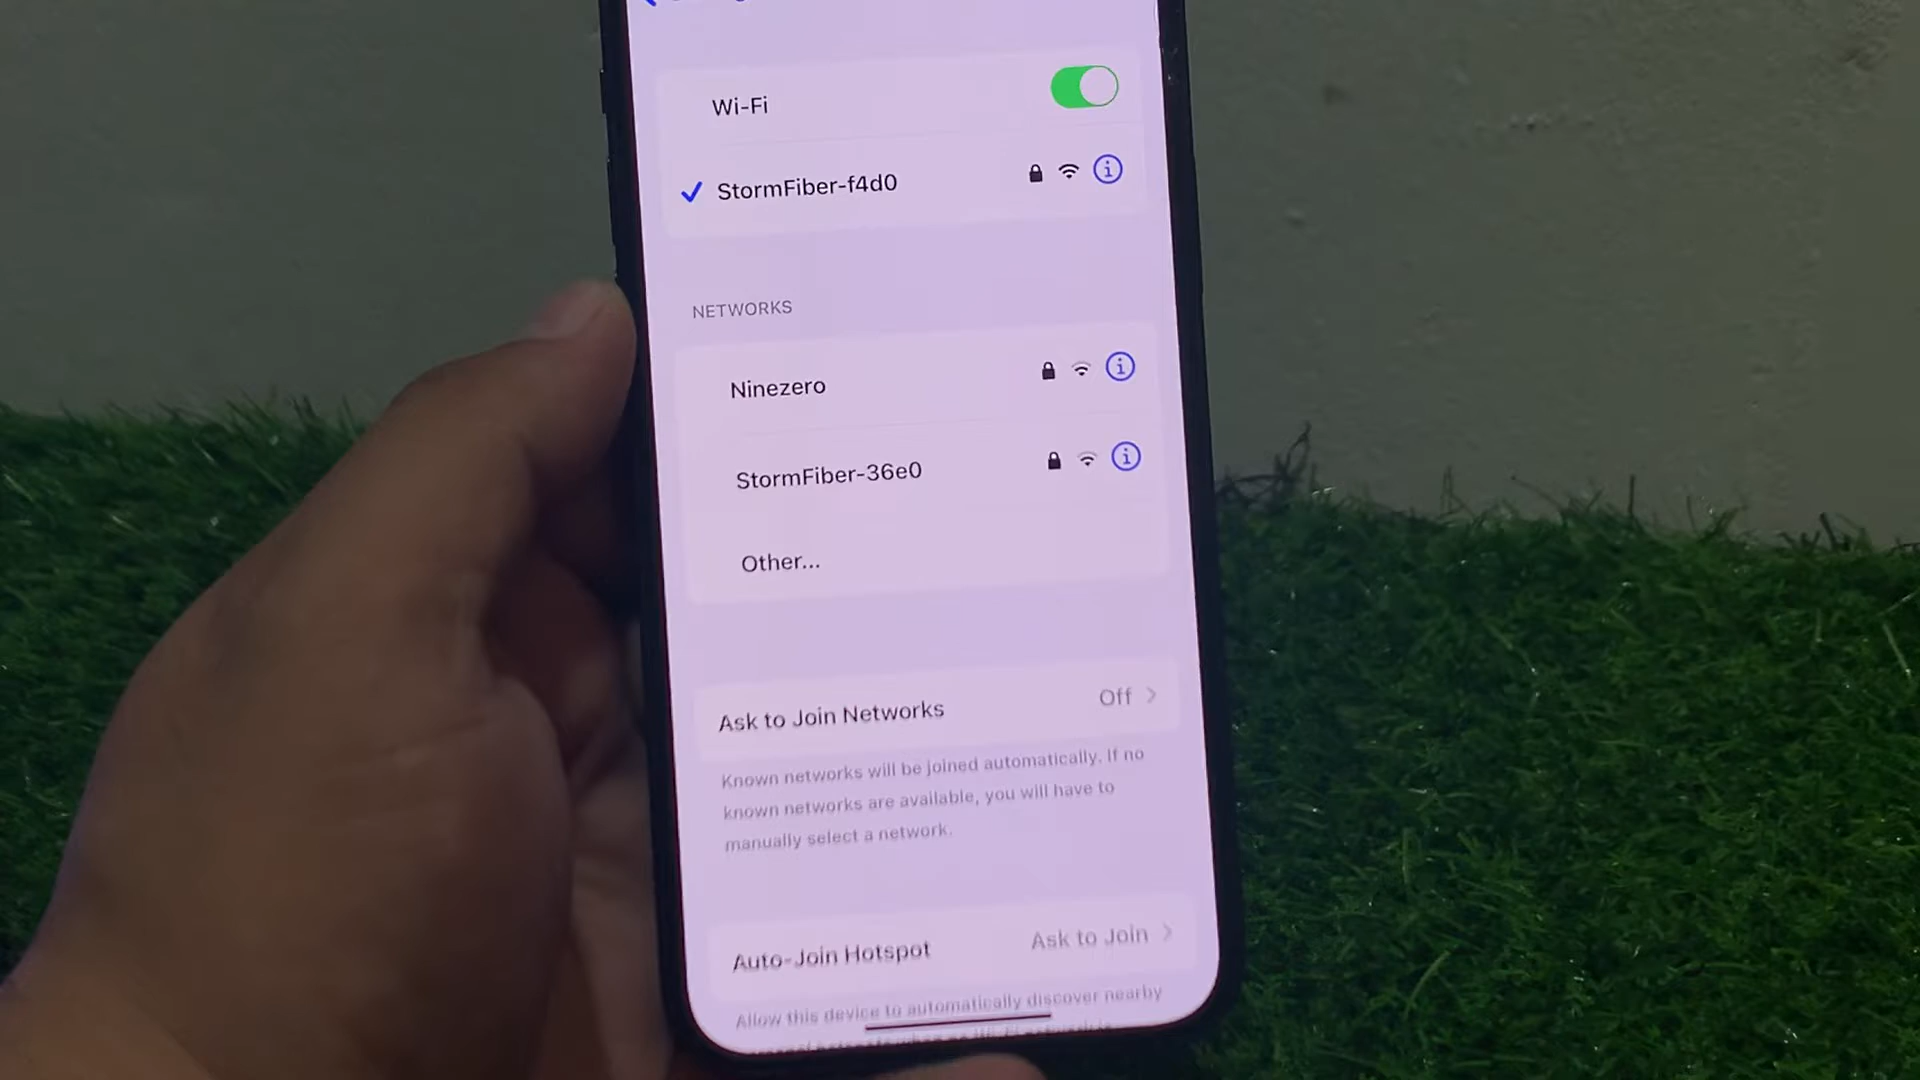 Wi-Fi
StormFiber-f4d0
NETWORKS
Ninezero
StormFiber-36e0
Other...
Ask to Join Networks Off
Known networks will be joined automatically. If no
known networks are available, you will have to
manually select a network.
Auto-Join Hotspot Ask to Join
Allow this device to automatically discover nearby